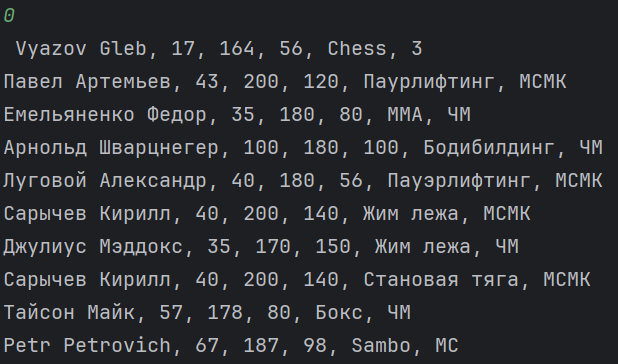 0
Vyazov Gleb, 17, 164, 56, Chess, 3
Павел Артемьев, 43, 200, 120, Паурлифтинг, МСМК
Емельяненко Федор, 35, 180, 80, ММА, ЧМ
Арнольд Шварцнегер, 100, 180, 100, Бодибилдинг, ЧМ
Луговой Александр, 40, 180, 56, Пауэрлифтинг, МСМК
Сарычев Кирилл, 40, 200, 140, Жим лежа, МСМК
Джулиус Мэддокс, 35, 170, 150, Жим лежа, ЧМ
Сарычев Кирилл, 40, 200, 140, Становая тяга, МСМК
Тайсон Майк, 57, 178, 80, Бокс, ЧМ
Petr Petrovich, 67, 187, 98, Sambo, МС